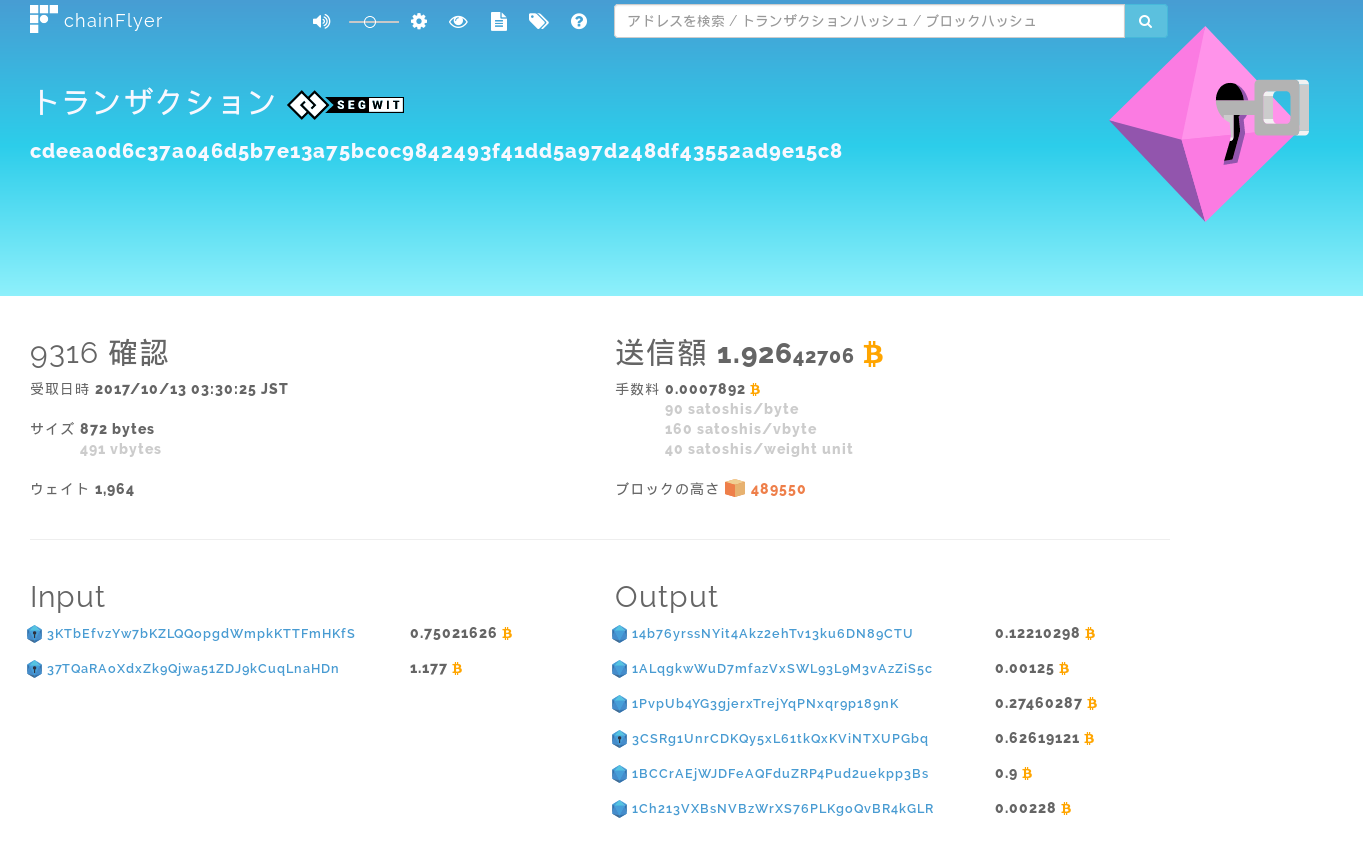 chainFlyer
アドレスを検索 / トランザクションハッシュ / ブロックハッシュ
トランザクション SEGWIT
cdeea0d6c37a046d5b7e13a75bc0c9842493f41dd5a97d248df43552ad9e15c8
9316 確認
受取日時 2017/10/13 03:30:25 JST
サイズ 872 bytes
491 vbytes
ウェイト 1,964
送信額 1.92642706
手数料 0.0007892
90 satoshis/byte
160 satoshis/vbyte
40 satoshis/weight unit
ブロックの高さ 489550
Input
3KTbEfvzYw7bKZLQQopgdWmpkKTTFmHKfS 0.75021626
37TQaRAoXdxZk9Qjwa51ZDJ9kCuqLnaHDn 1.177
Output
14b76yrssNYit4Akz2ehTv13ku6DN89CTU 0.12210298
1ALqgkwWuD7mfazVxSWL93L9M3vAzZiS5c 0.00125
1PvpUb4YG3gjerxTrejYqPNxqr9p189nK 0.27460287
3CSRg1UnrCDKQy5xL61tkQxKViNTXUPGbq 0.62619121
1BCCrAEjWJDFeAQFduZRP4Pud2uekpp3Bs 0.9
1Ch213VXBsNVBzWrXS76PLKgoQvBR4kGLR 0.00228